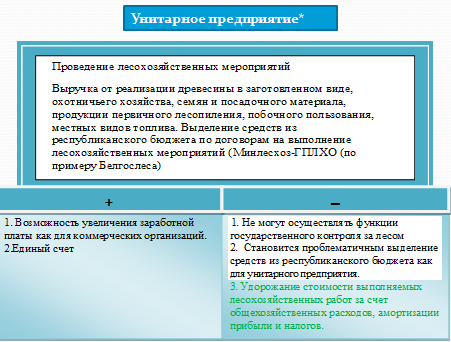 Унитарное предприятие*
Проведение лесохозяйственных мероприятий
Выручка от реализации древесины в заготовленном виде,
охотничьего хозяйства, семян и посадочного материала,
продукции первичного лесопиления, побочного пользования,
местных видов топлива. Выделение средств из
республиканского бюджета по договорам на выполнение
лесохозяйственных мероприятий (Минлесхоз-ГПЛХО (по
примеру Белгослеса)
+
–
1. Возможность увеличения заработной
платы как для коммерческих организаций.
2.Единый счет
1. Не могут осуществлять функции
государственного контроля за лесом
2. Становится проблематичным выделение
средств из республиканского бюджета как
для унитарного предприятия.
3. Удорожание стоимости выполняемых
лесохозяйственных работ за счет
общехозяйственных расходов, амортизации
прибыли и налогов.